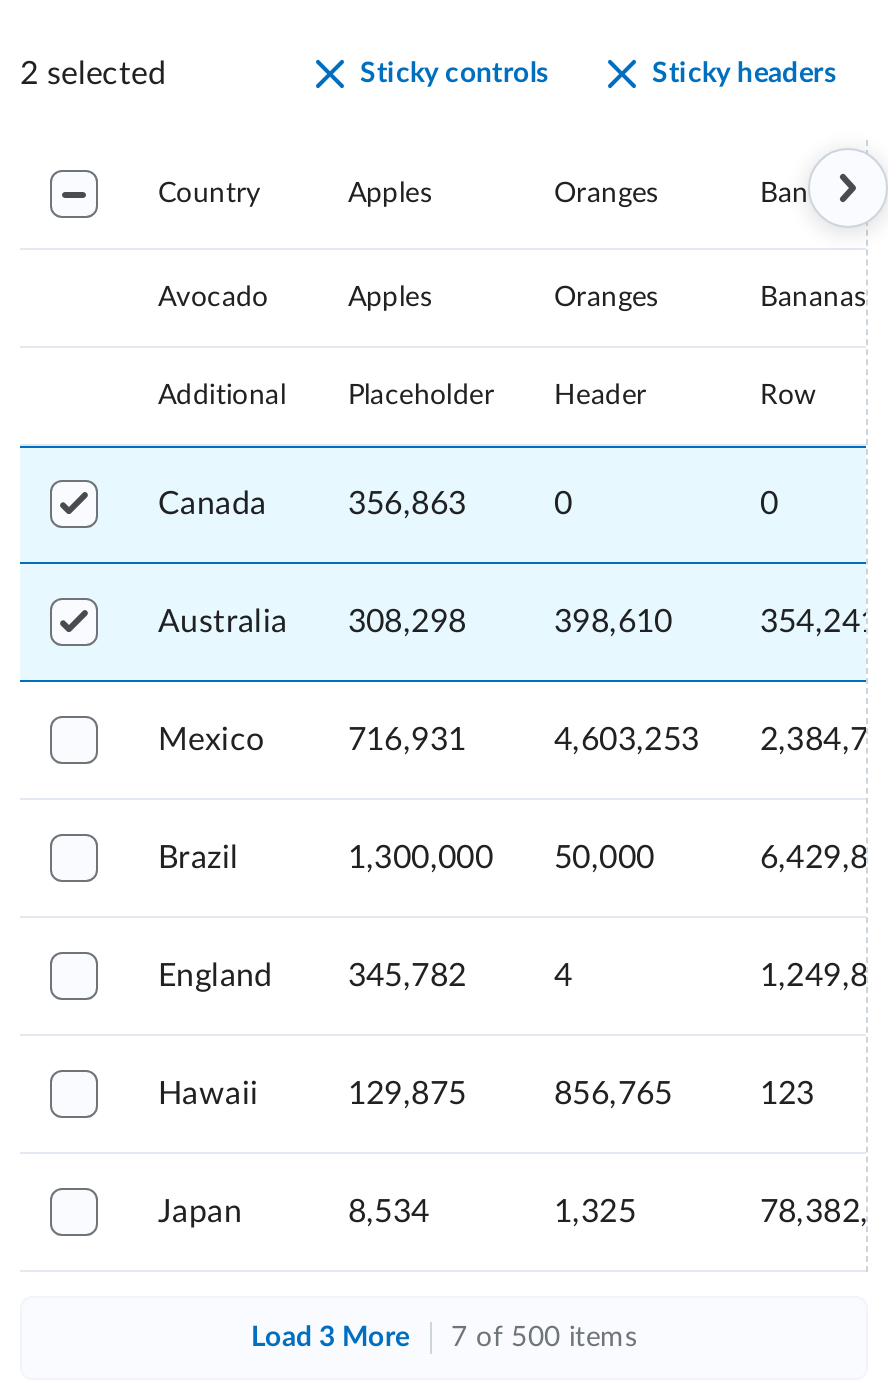 2 selected Sticky controls Sticky headers
Country Apples Oranges Ban
Avocado Apples Oranges Bananas
Additional Placeholder Header Row
Canada 356,863 0 0
Australia 308,298 398,610 354,241
Mexico 716,931 4,603,253 2,384,7
Brazil 1,300,000 50,000 6,429,8
England 345,782 4 1,249,8
Hawaii 129,875 856,765 123
Japan 8,534 1,325 78,382,
Load 3 More 7 of 500 items